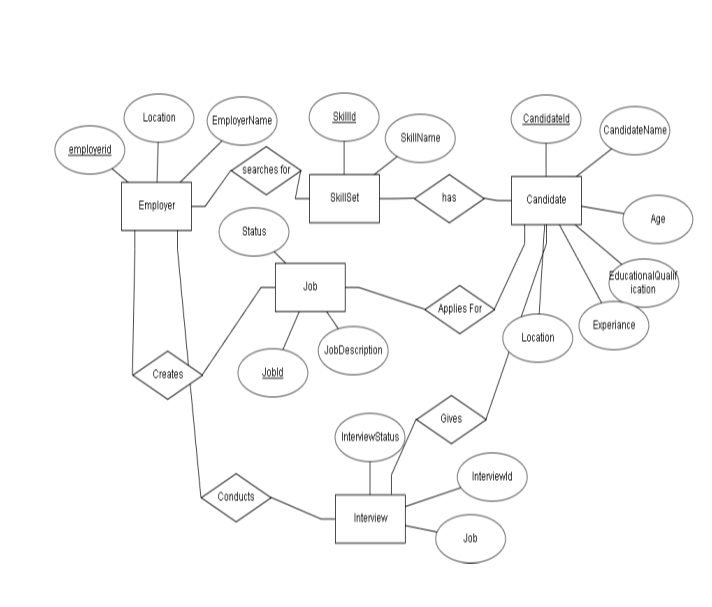 Location
EmployerName
employerid
searches for
Employer
SkillId
SkillName
SkillSet
has
CandidateId
CandidateName
Candidate
Age
EducationalQualif
ication
Experiance
Location
Status
Job
Applies For
JobDescription
JobId
Creates
Gives
InterviewStatus
InterviewId
Conducts
Interview
Job